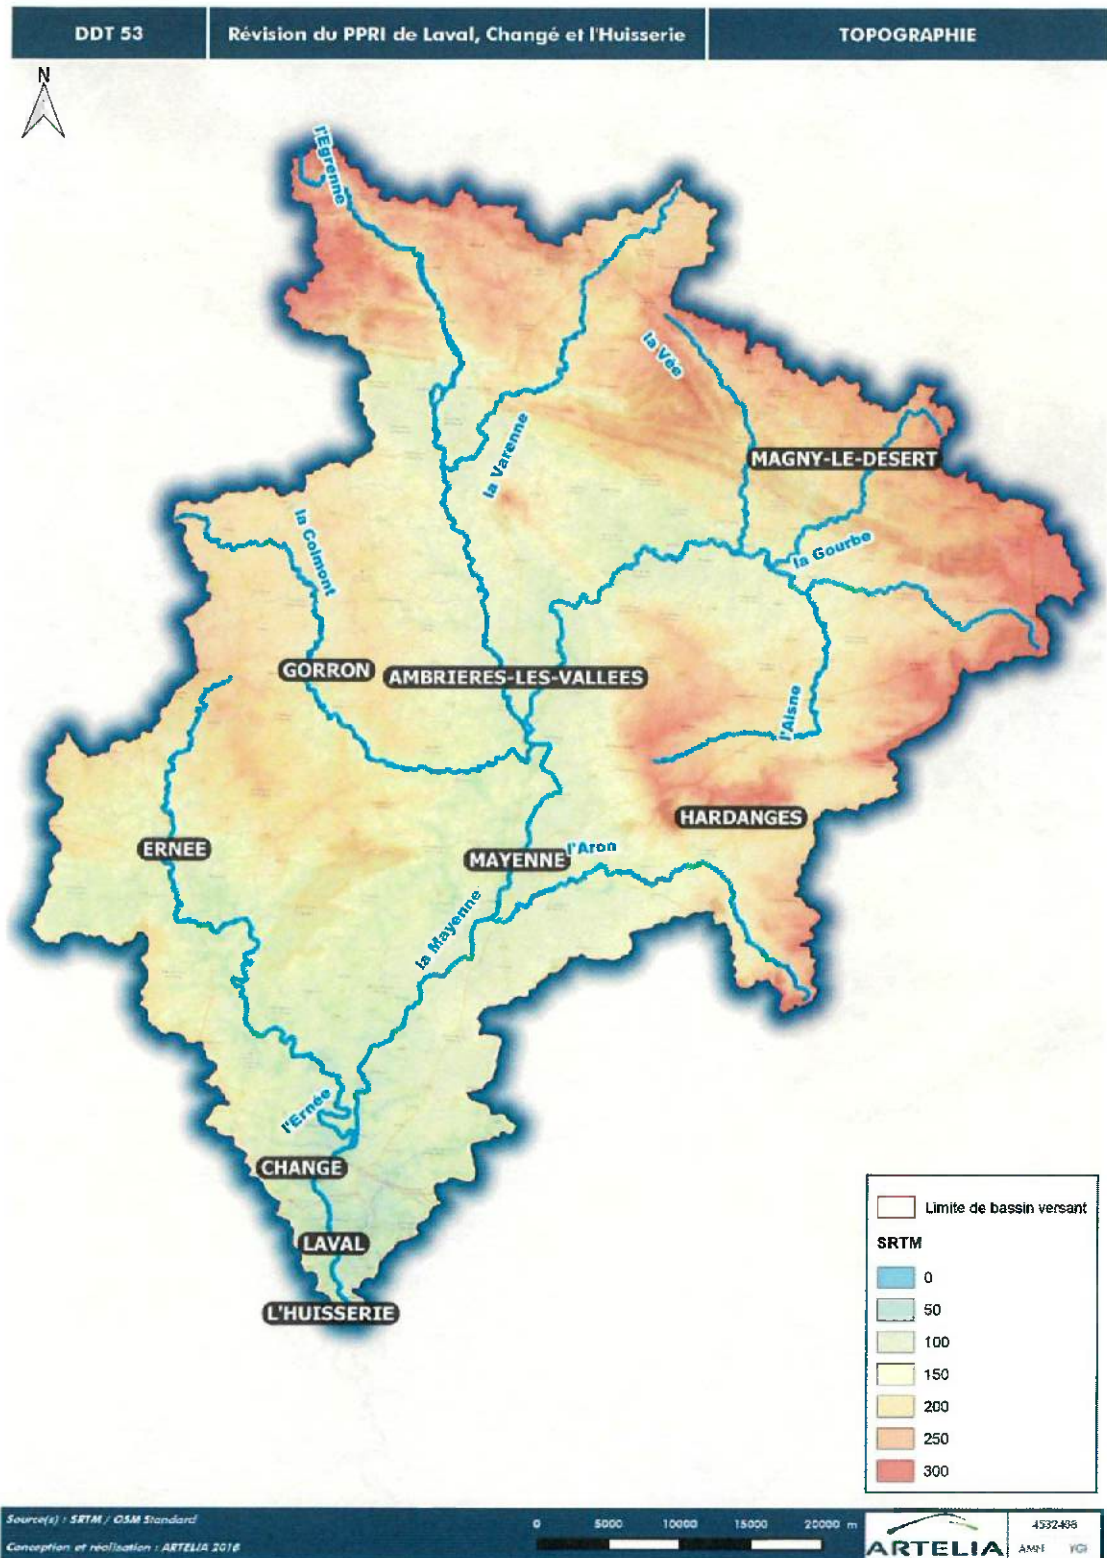 DDT 53
Révision du PPRI de Laval, Changé et l'Huisserie
TOPOGRAPHIE
N
l'Egrenne
la Vée
la Varenne
MAGNY-LE-DESERT
la Colmont
la Gourbe
GORRON
AMBRIERES-LES-VALLEES
l'Aisne
HARDANGES
ERNEE
MAYENNE
l'Aron
la Mayenne
l'Ernée
CHANGE
LAVAL
L'HUISSERIE
Limite de bassin versant
SRTM
0
50
100
150
200
250
300
Source(s) : SRTM / OSM Standard
Conception et réalisation : ARTELIA 2016
0 5000 10000 15000 20000 m
ARTELIA
4532498
AMH YGI